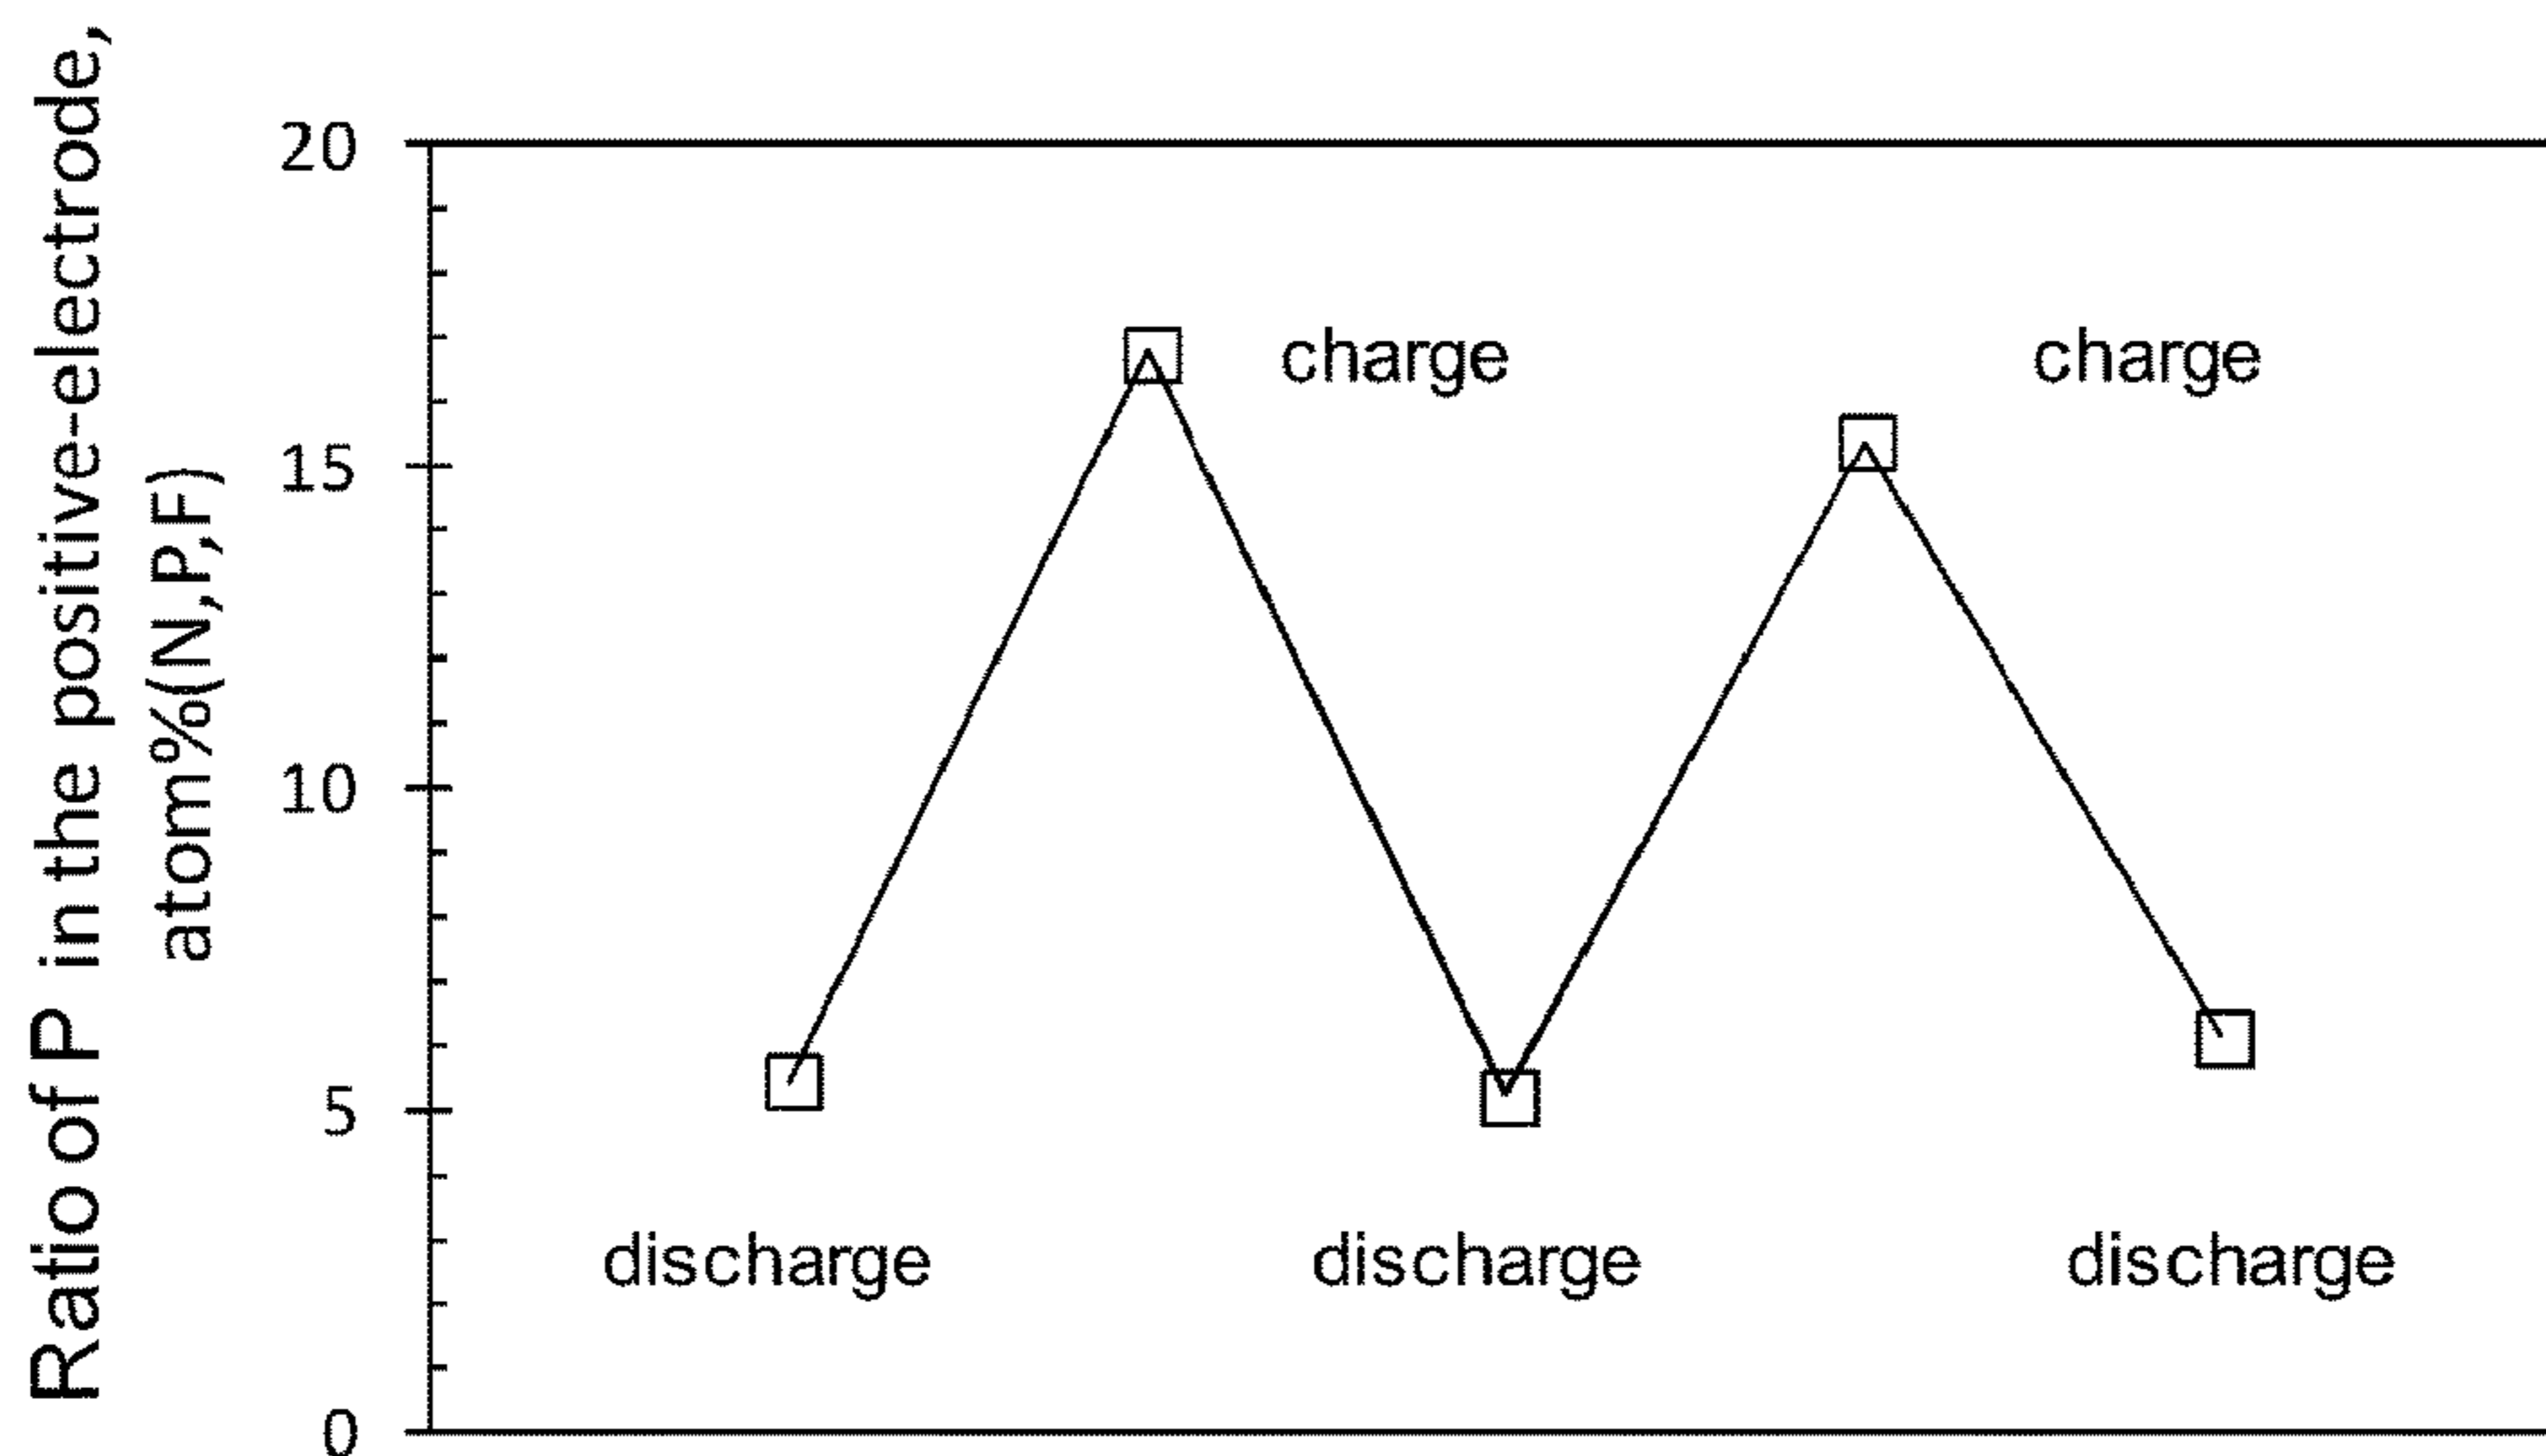 Ratio of P in the positive-electrode,
atom%(N,P,F)
20
15
10
5
0
charge
charge
discharge
discharge
discharge